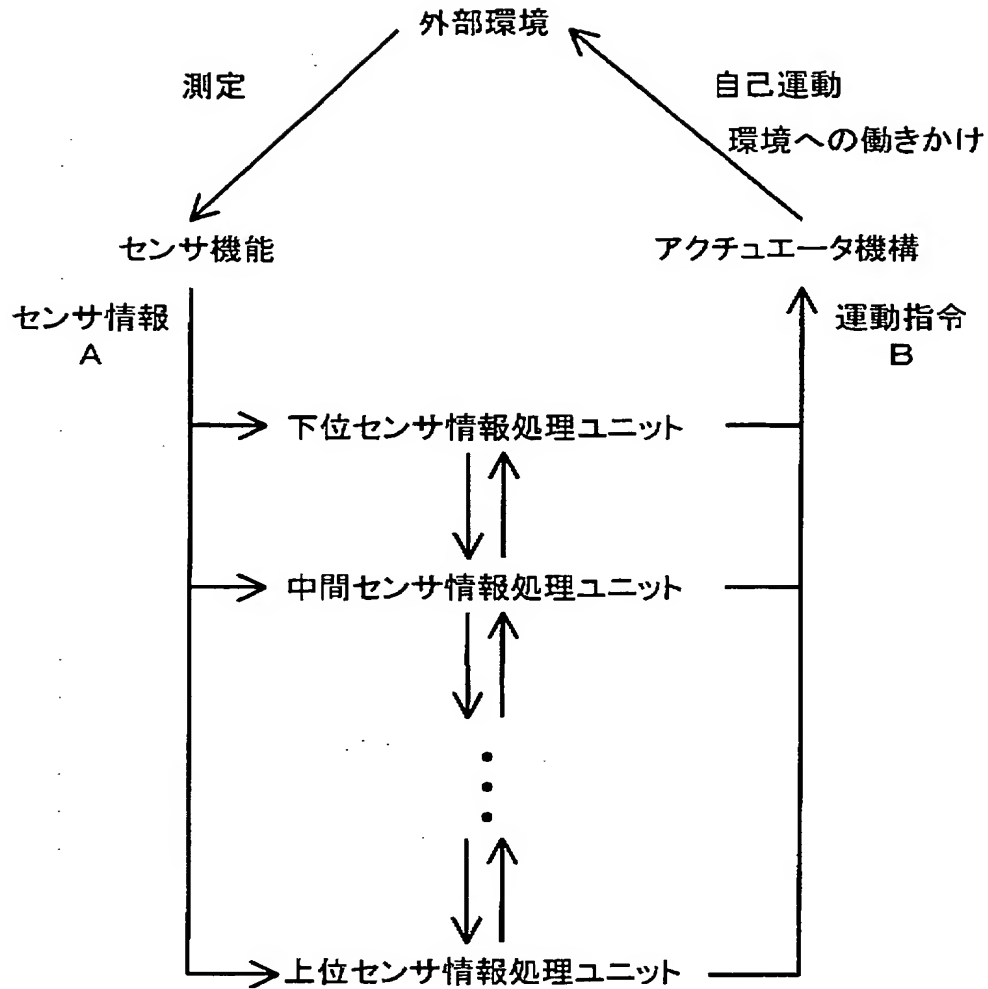 外部環境
測定
自己運動
環境への働きかけ
センサ機能
アクチュエータ機構
センサ情報
A
運動指令
B
下位センサ情報処理ユニット
中間センサ情報処理ユニット
上位センサ情報処理ユニット